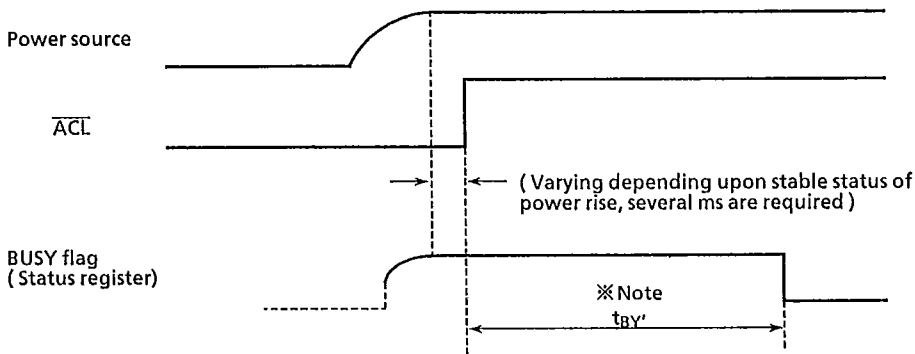 Power source
ACL
( Varying depending upon stable status of
power rise, several ms are required )
BUSY flag
( Status register)
※Note
tBY'